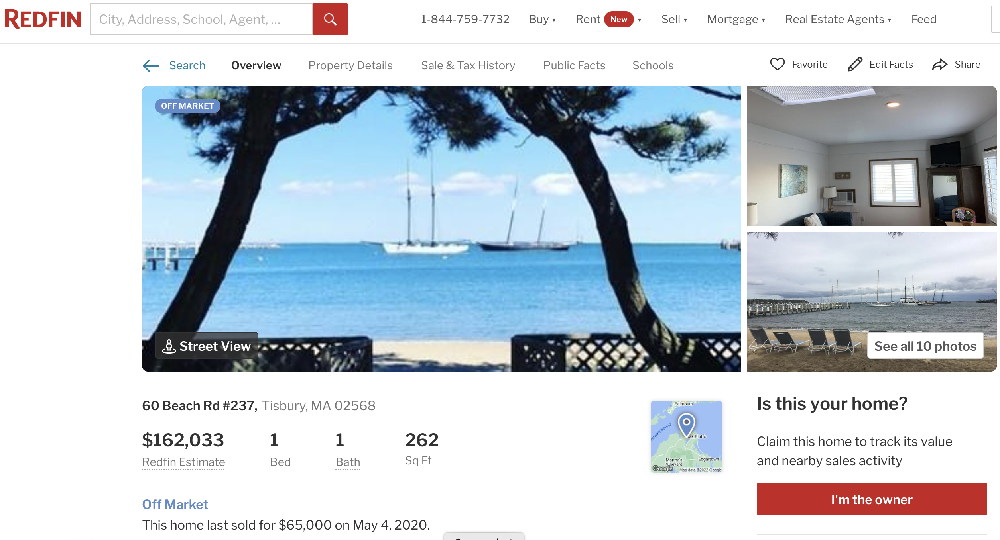 REDFIN
City, Address, School, Agent, ...
1-844-759-7732
Buy
Rent New
Sell
Mortgage
Real Estate Agents
Feed
Search
Overview
Property Details
Sale & Tax History
Public Facts
Schools
Favorite
Edit Facts
Share
OFF MARKET
Street View
See all 10 photos
60 Beach Rd #237, Tisbury, MA 02568
$162,033
Redfin Estimate
1
Bed
1
Bath
262
Sq Ft
Falmouth
neyard Sound
Oak Bluffs
Martha's
Vineyard
Edgartown
Google
Map data ©2022 Google
Off Market
This home last sold for $65,000 on May 4, 2020.
Is this your home?
Claim this home to track its value
and nearby sales activity
I'm the owner